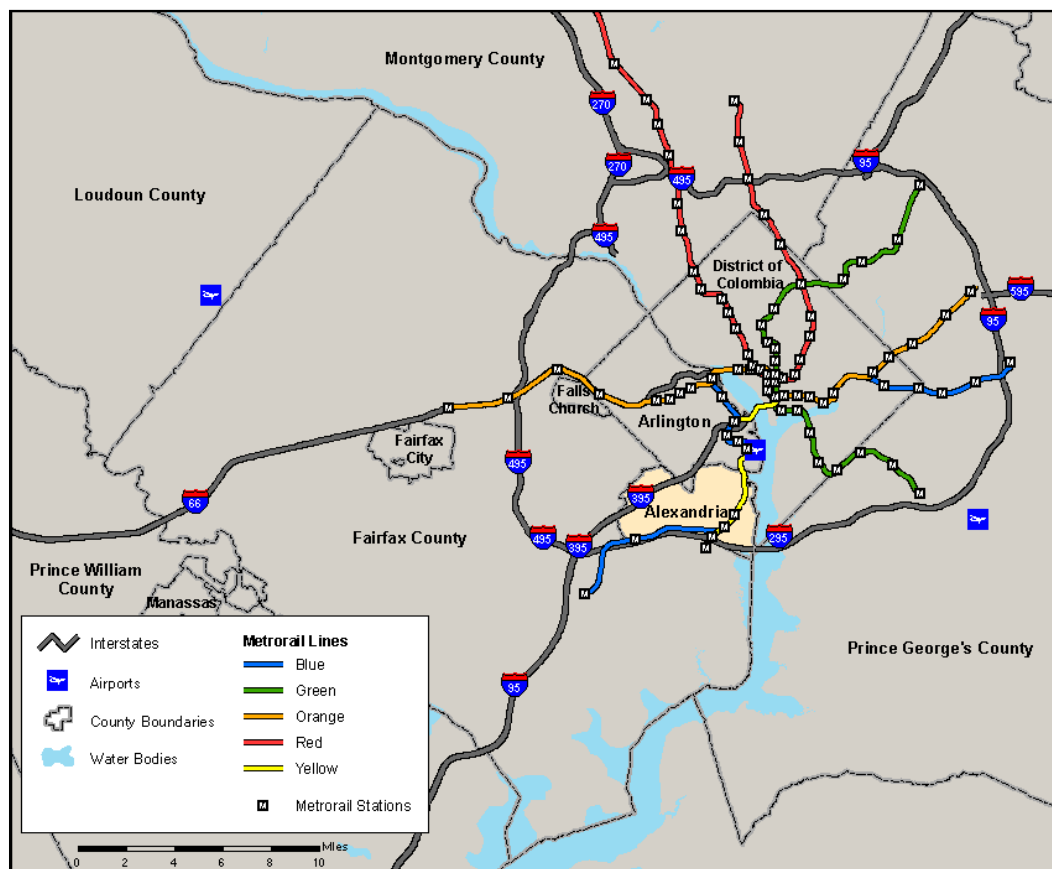 Montgomery County
270
95
270
495
Loudoun County
495
District of
Colombia
595
95
Falls
Church
Arlington
Fairfax
City
495
66
395
Alexandria
Fairfax County
495
395
295
Prince William
County
Manassas
Prince George's County
95
Interstates
Airports
County Boundaries
Water Bodies
Metrorail Lines
Blue
Green
Orange
Red
Yellow
M Metrorail Stations
Miles
0 2 4 6 8 10